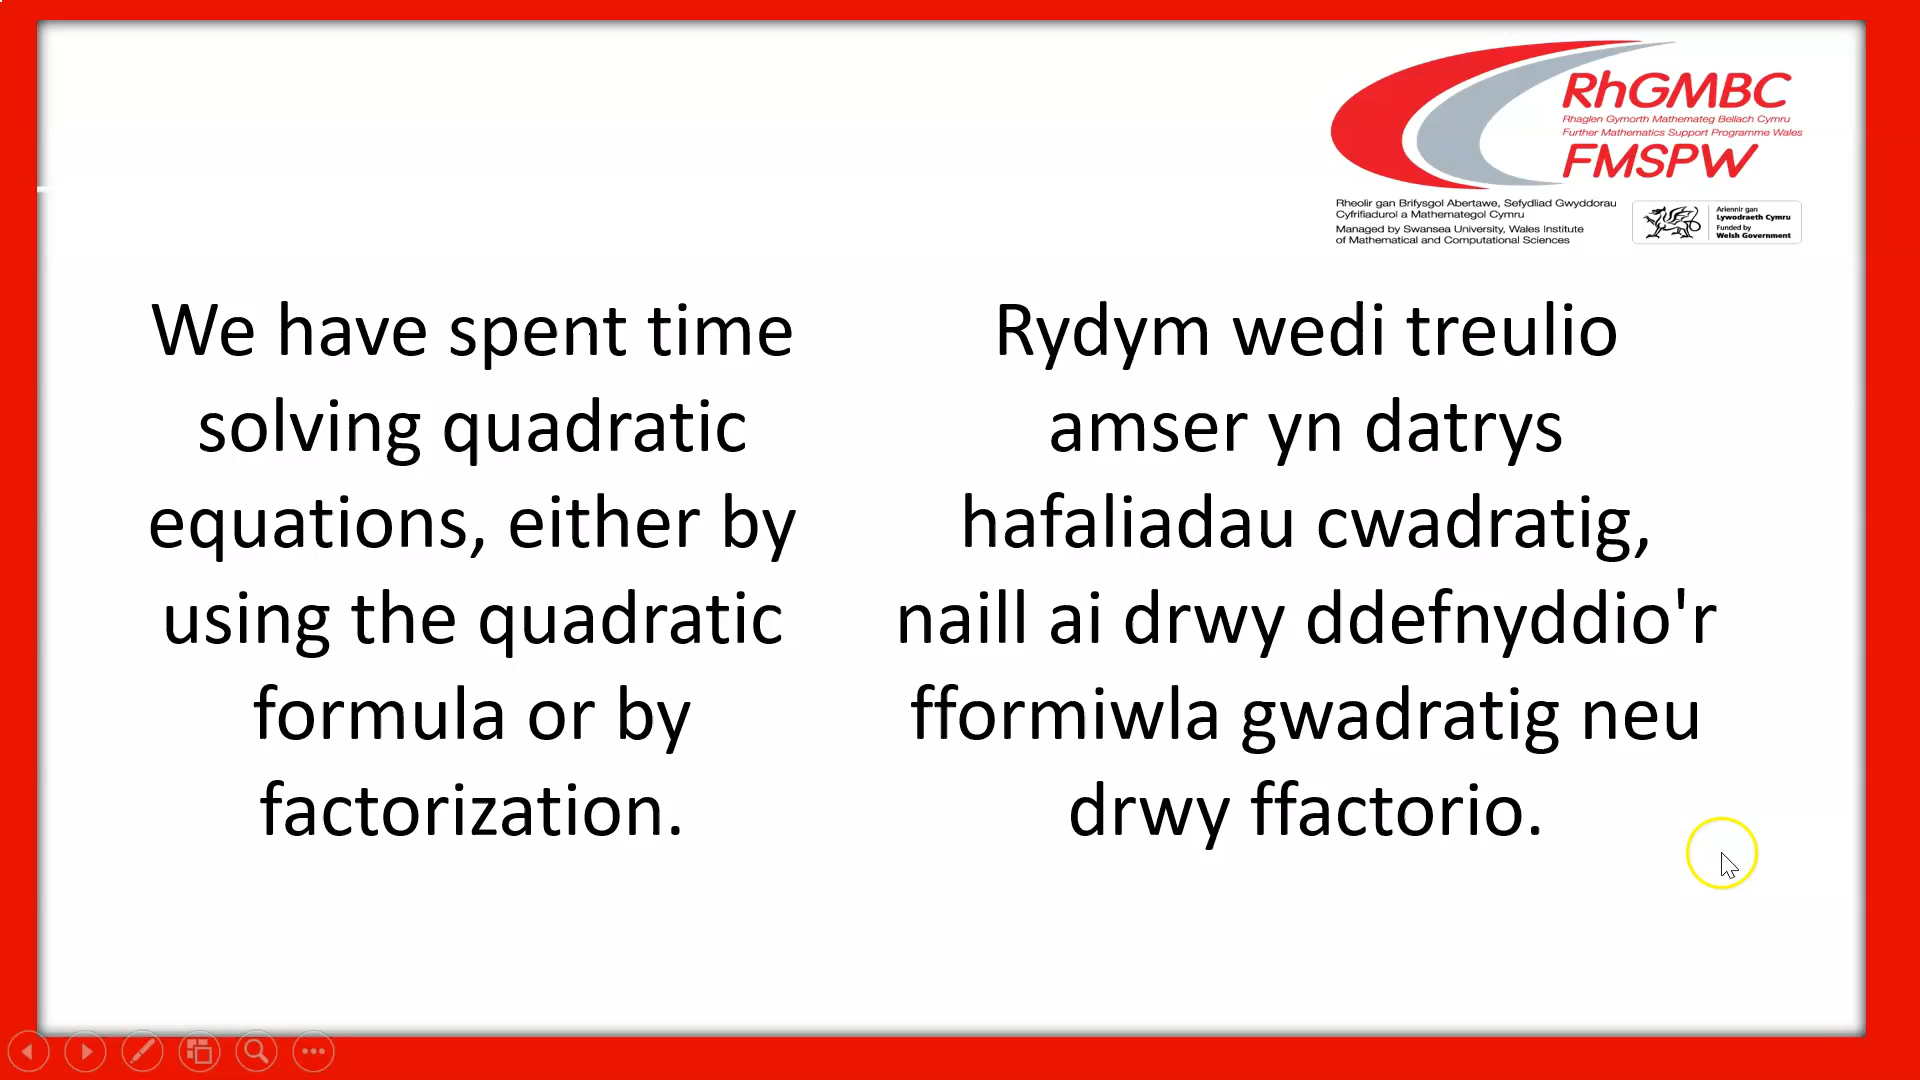 RhGMBC
Rhaglen Gymorth Mathemateg Bellach Cymru
Further Mathematics Support Programme Wales
FMSPW
Rheolir gan Brifysgol Abertawe, Sefydliad Gwyddorau
Cyfrifiadurol a Mathemategol Cymru
Managed by Swansea University, Wales Institute
of Mathematical and Computational Sciences
Ariennir gan
Lywodraeth Cymru
Funded by
Welsh Government
We have spent time
solving quadratic
equations, either by
using the quadratic
formula or by
factorization.
Rydym wedi treulio
amser yn datrys
hafaliadau cwadratig,
naill ai drwy ddefnyddio'r
fformiwla gwadratig neu
drwy ffactorio.